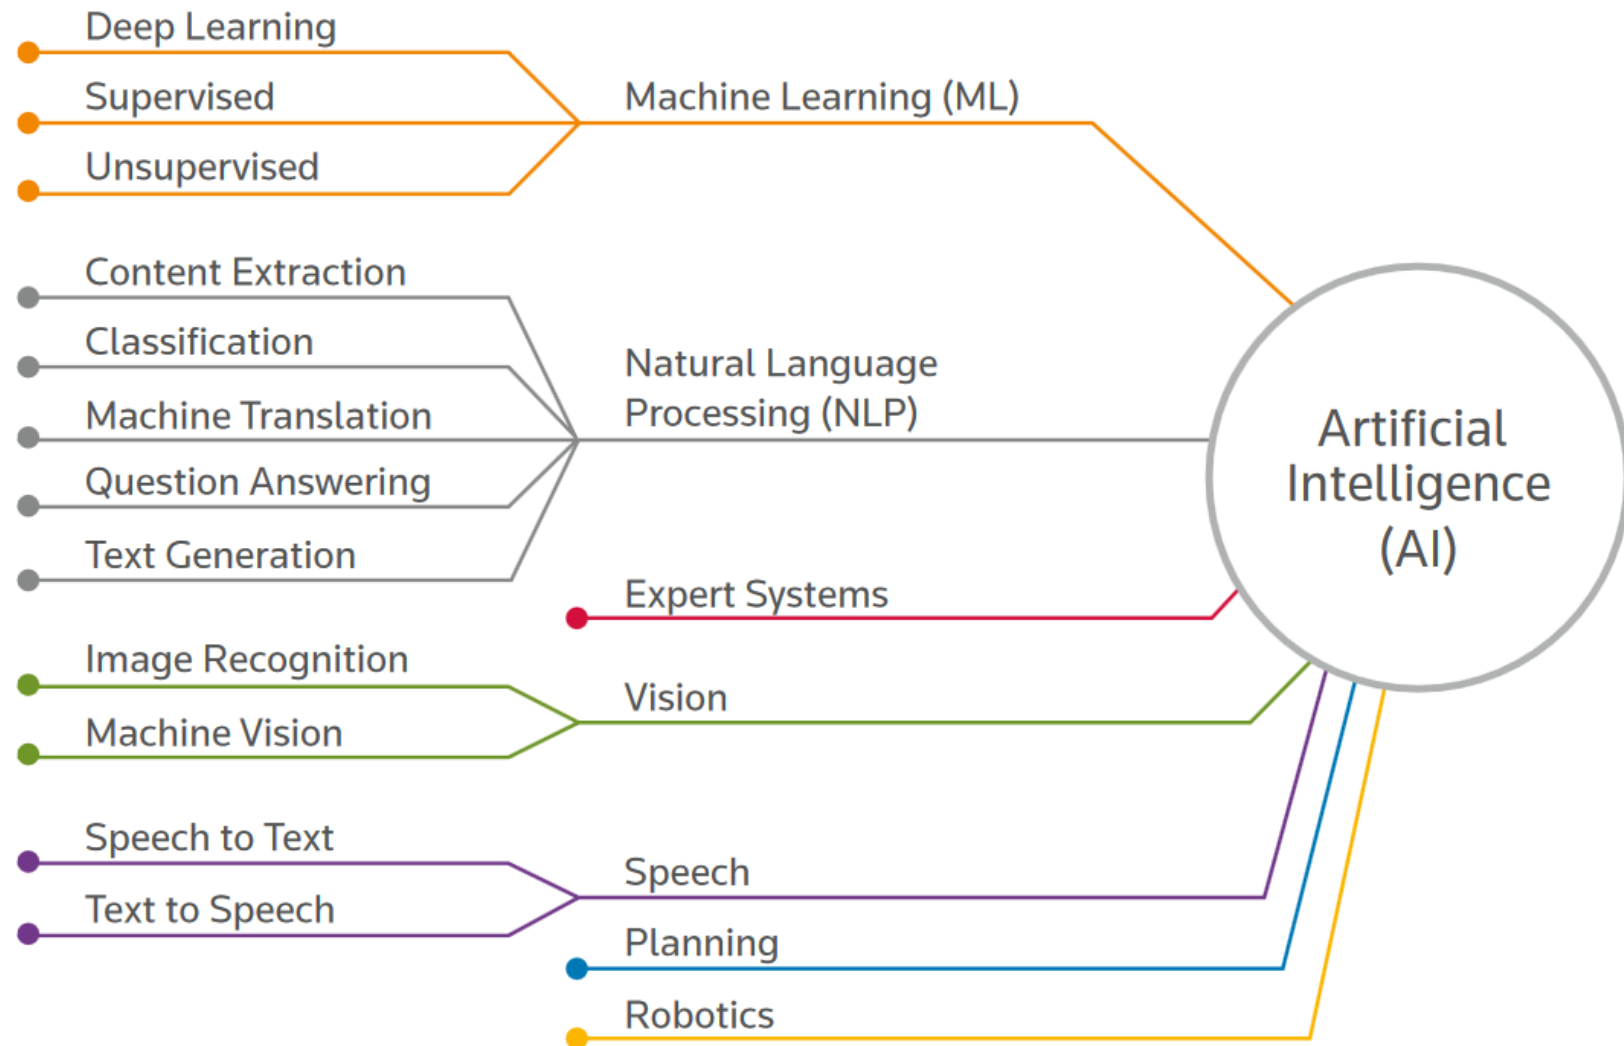 Deep Learning
Supervised
Unsupervised
Machine Learning (ML)
Content Extraction
Classification
Machine Translation
Question Answering
Text Generation
Natural Language
Processing (NLP)
Expert Systems
Image Recognition
Machine Vision
Vision
Speech to Text
Text to Speech
Speech
Planning
Robotics
Artificial
Intelligence
(AI)